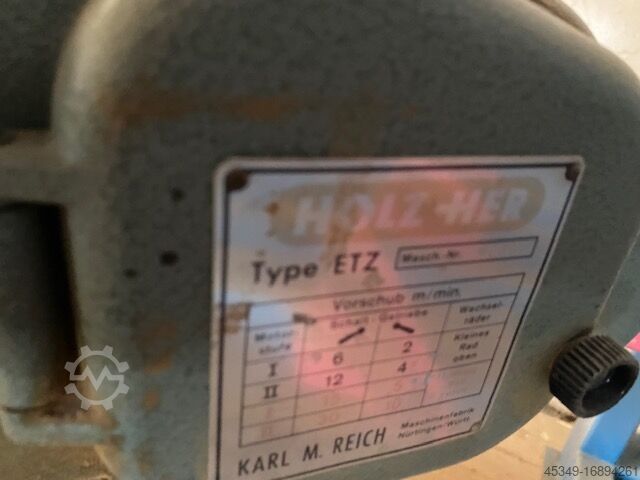 HOLZ-HER
Type ETZ Masch.-Nr.
Vorschub m/min.
Motor stufe Schalt-Getriebe Wechsel räder
I 6 2 Kleines Rad oben
II 12 4
KARL M. REICH Maschinenfabrik Nürtingen-Württ.
45349-16894261